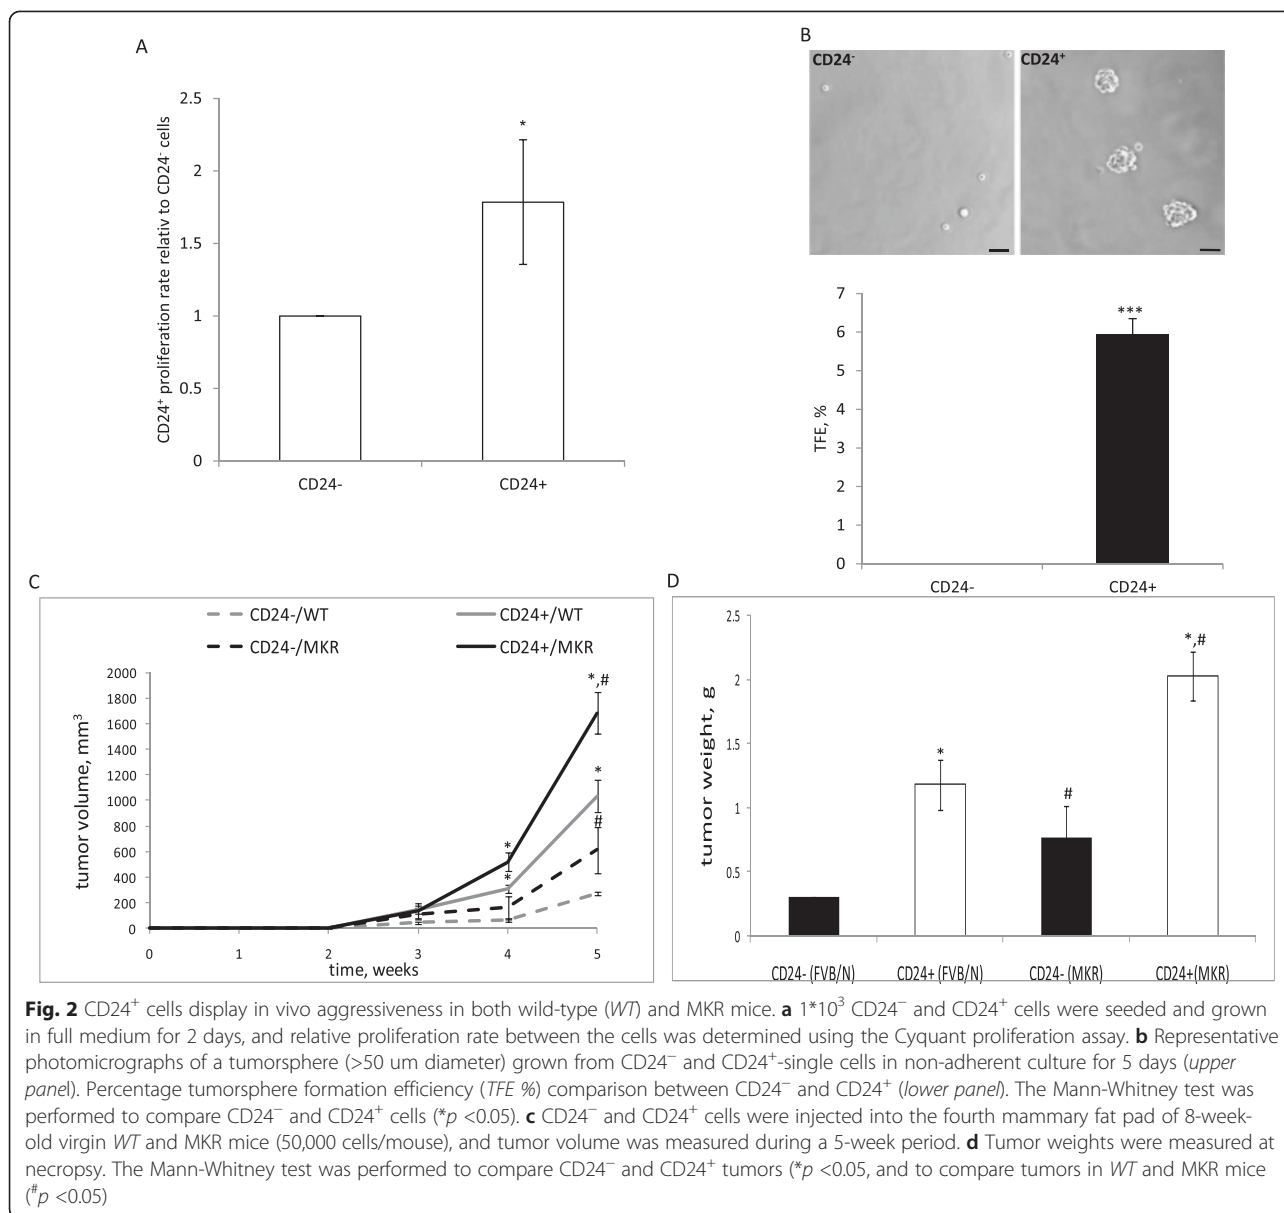 A
CD24⁺ proliferation rate relativ to CD24⁻ cells
2.5
2
1.5
1
0.5
0
*
CD24-
CD24+
B
CD24⁻
CD24⁺
TFE, %
7
6
5
4
3
2
1
0
***
CD24-
CD24+
C
CD24-/WT
CD24+/WT
CD24-/MKR
CD24+/MKR
tumor volume, mm³
2000
1800
1600
1400
1200
1000
800
600
400
200
0
*,#
*
#
*
*
0 1 2 3 4 5
time, weeks
D
tumor weight, g
2.5
2
1.5
1
0.5
0
*
#
*,#
CD24- (FVB/N)
CD24+ (FVB/N)
CD24- (MKR)
CD24+(MKR)
Fig. 2 CD24⁺ cells display in vivo aggressiveness in both wild-type (WT) and MKR mice. a 1*10³ CD24⁻ and CD24⁺ cells were seeded and grown
in full medium for 2 days, and relative proliferation rate between the cells was determined using the Cyquant proliferation assay. b Representative
photomicrographs of a tumorsphere (>50 um diameter) grown from CD24⁻ and CD24⁺-single cells in non-adherent culture for 5 days (upper
panel). Percentage tumorsphere formation efficiency (TFE %) comparison between CD24⁻ and CD24⁺ (lower panel). The Mann-Whitney test was
performed to compare CD24⁻ and CD24⁺ cells (*p <0.05). c CD24⁻ and CD24⁺ cells were injected into the fourth mammary fat pad of 8-week-
old virgin WT and MKR mice (50,000 cells/mouse), and tumor volume was measured during a 5-week period. d Tumor weights were measured at
necropsy. The Mann-Whitney test was performed to compare CD24⁻ and CD24⁺ tumors (*p <0.05, and to compare tumors in WT and MKR mice
(#p <0.05)